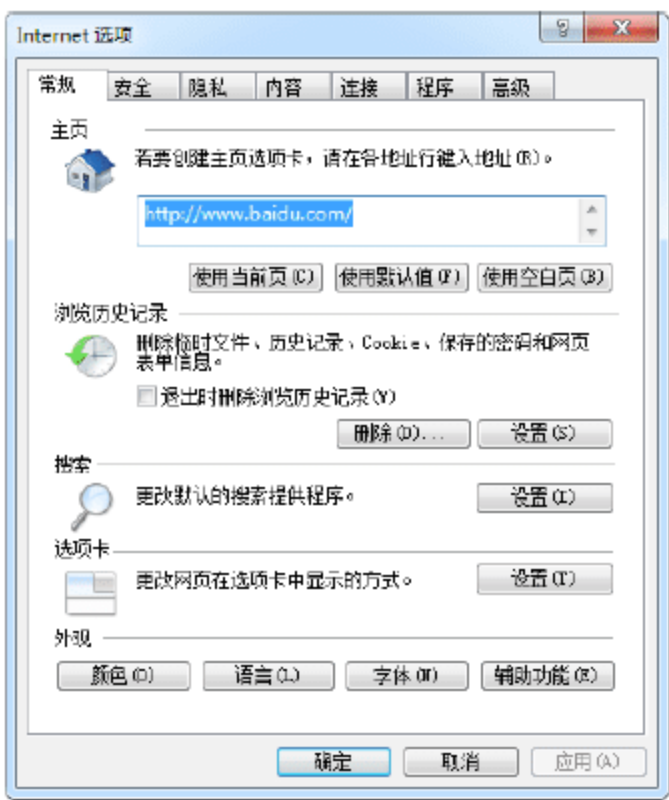 Internet 选项
常规 安全 隐私 内容 连接 程序 高级
主页
若要创建主页选项卡，请在各地址行键入地址(R)。
http://www.baidu.com/
使用当前页(C) 使用默认值(F) 使用空白页(B)
浏览历史记录
删除临时文件、历史记录、Cookie、保存的密码和网页
表单信息。
退出时删除浏览历史记录(W)
删除(D)... 设置(S)
搜索
更改默认的搜索提供程序。 设置(I)
选项卡
更改网页在选项卡中显示的方式。 设置(T)
外观
颜色(O) 语言(L) 字体(N) 辅助功能(E)
确定 取消 应用(A)